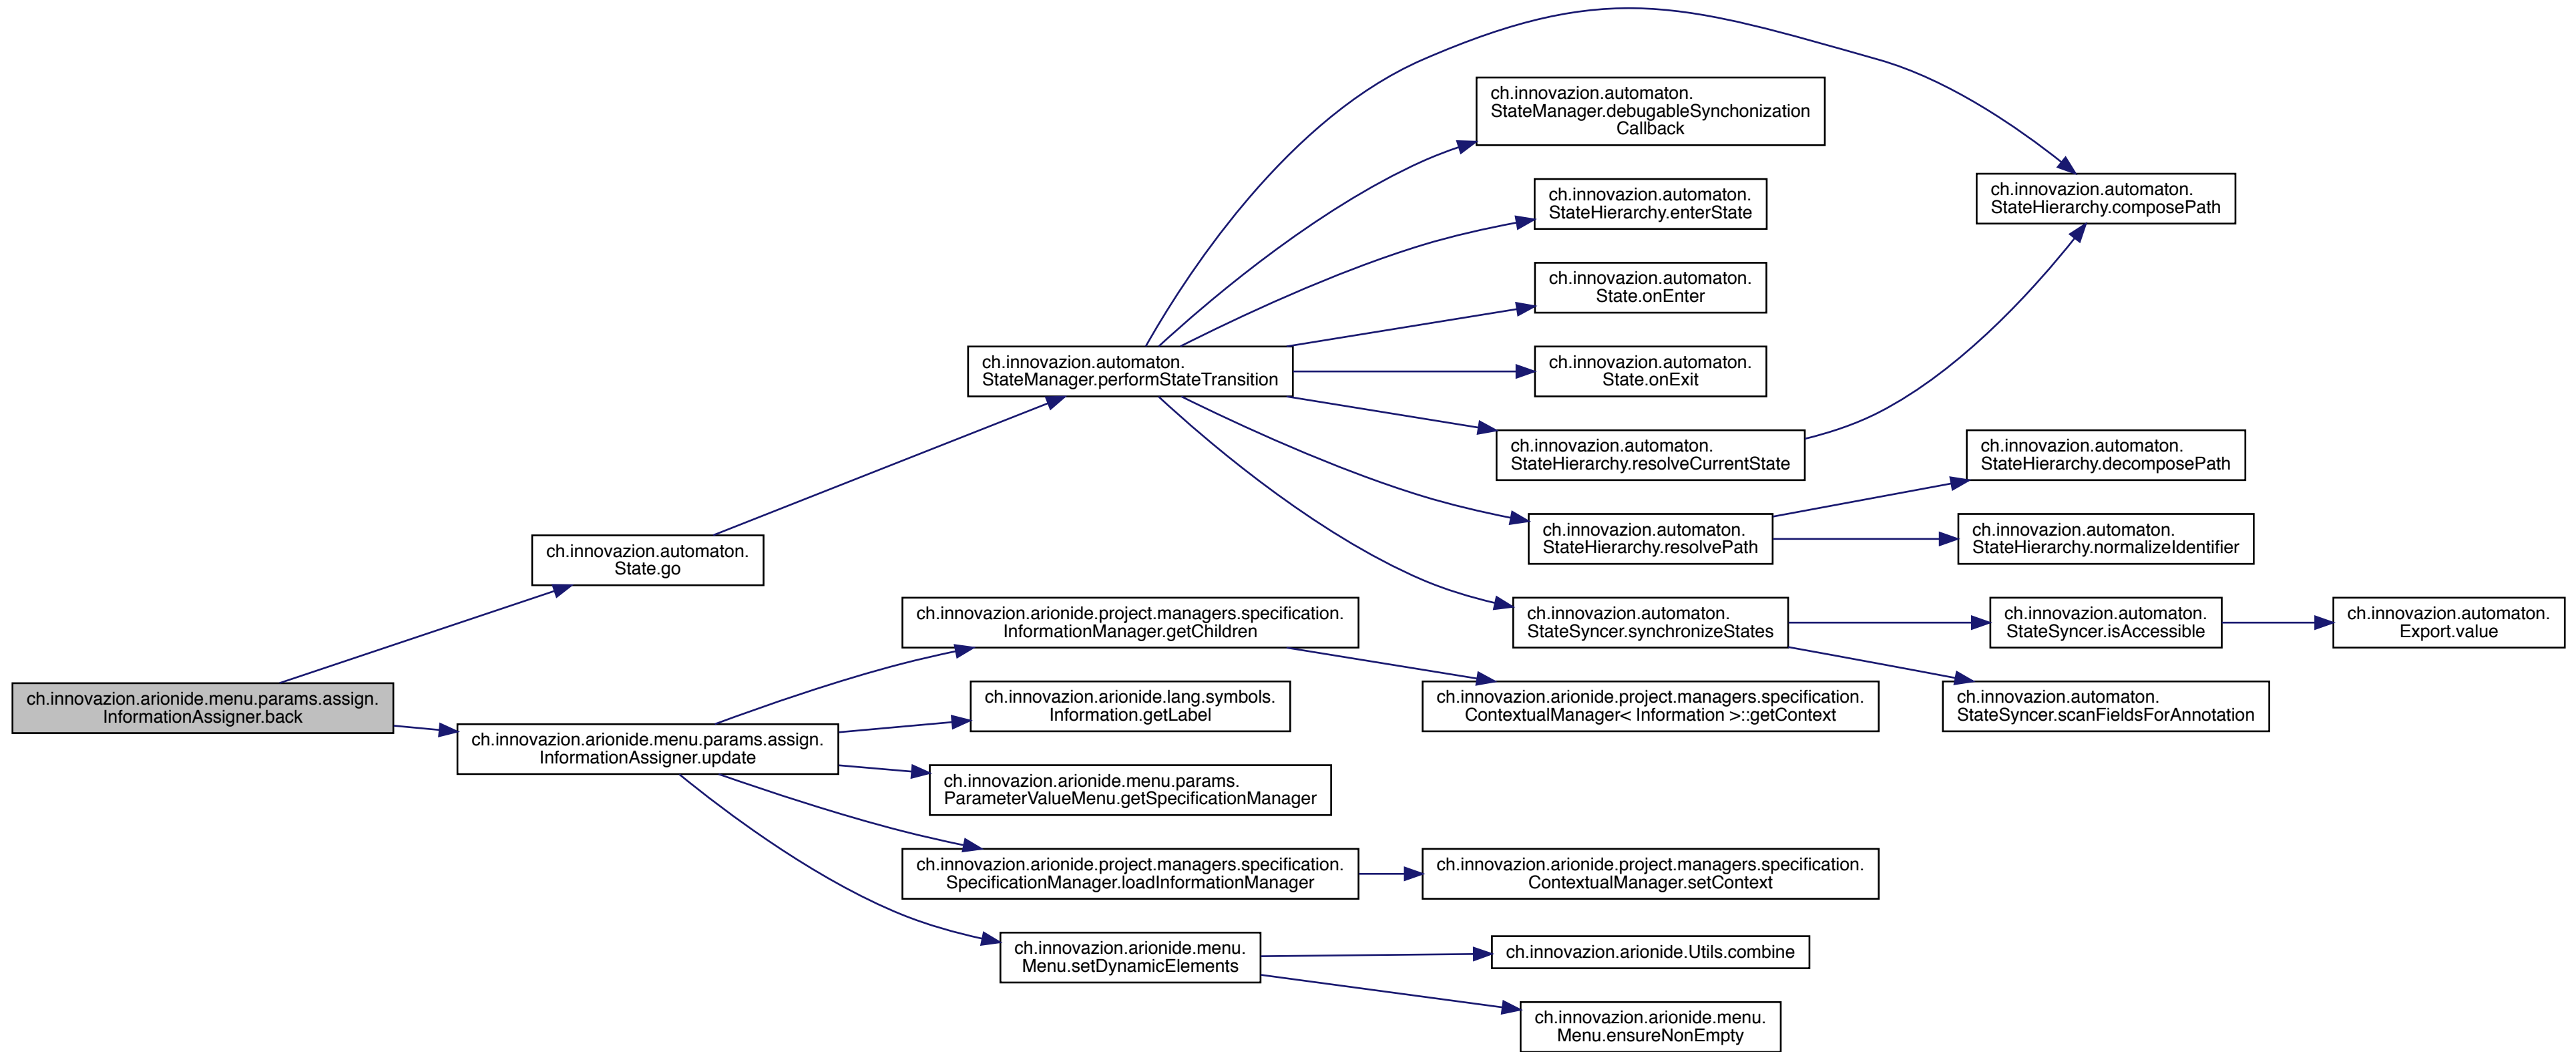 ch.innovazion.arionide.menu.params.assign.
InformationAssigner.back
ch.innovazion.automaton.
State.go
ch.innovazion.automaton.
StateManager.performStateTransition
ch.innovazion.automaton.
StateHierarchy.composePath
ch.innovazion.automaton.
StateManager.debugableSynchonization
Callback
ch.innovazion.automaton.
StateHierarchy.enterState
ch.innovazion.automaton.
State.onEnter
ch.innovazion.automaton.
State.onExit
ch.innovazion.automaton.
StateHierarchy.resolveCurrentState
ch.innovazion.automaton.
StateHierarchy.resolvePath
ch.innovazion.automaton.
StateHierarchy.decomposePath
ch.innovazion.automaton.
StateHierarchy.normalizeIdentifier
ch.innovazion.automaton.
StateSyncer.synchronizeStates
ch.innovazion.automaton.
StateSyncer.isAccessible
ch.innovazion.automaton.
Export.value
ch.innovazion.automaton.
StateSyncer.scanFieldsForAnnotation
ch.innovazion.arionide.menu.params.assign.
InformationAssigner.update
ch.innovazion.arionide.project.managers.specification.
InformationManager.getChildren
ch.innovazion.arionide.project.managers.specification.
ContextualManager< Information >::getContext
ch.innovazion.arionide.lang.symbols.
Information.getLabel
ch.innovazion.arionide.menu.params.
ParameterValueMenu.getSpecificationManager
ch.innovazion.arionide.project.managers.specification.
SpecificationManager.loadInformationManager
ch.innovazion.arionide.project.managers.specification.
ContextualManager.setContext
ch.innovazion.arionide.menu.
Menu.setDynamicElements
ch.innovazion.arionide.Utils.combine
ch.innovazion.arionide.menu.
Menu.ensureNonEmpty